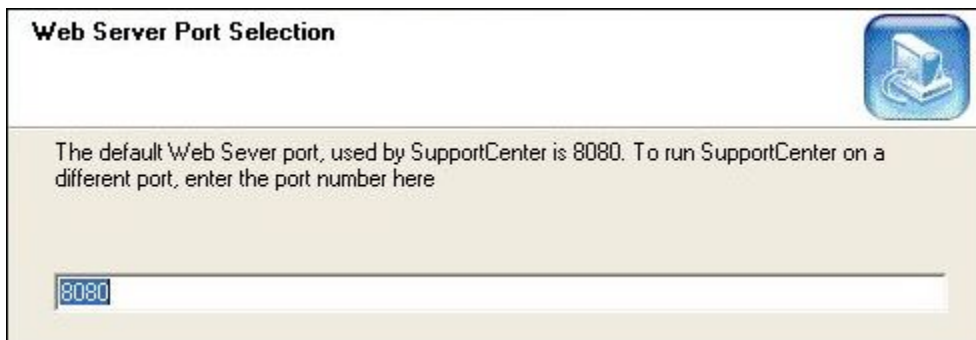 Web Server Port Selection
The default Web Sever port, used by SupportCenter is 8080. To run SupportCenter on a
different port, enter the port number here
8080